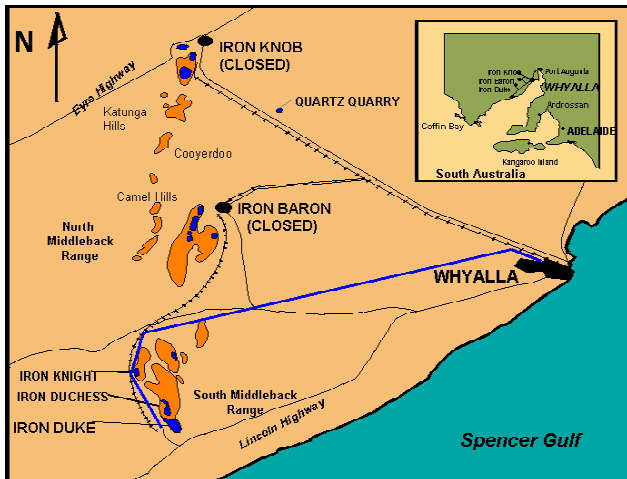 N
IRON KNOB
(CLOSED)
Eyre Highway
QUARTZ QUARRY
Katunga
Hills
Cooyerdoo
Camel Hills
IRON BARON
(CLOSED)
North
Middleback
Range
WHYALLA
IRON KNIGHT
IRON DUCHESS
IRON DUKE
South Middleback
Range
Lincoln Highway
Spencer Gulf
Iron Knob
Iron Baron
Iron Duke
Port Augusta
WHYALLA
Ardrossan
Coffin Bay
ADELAIDE
Kangaroo Island
South Australia